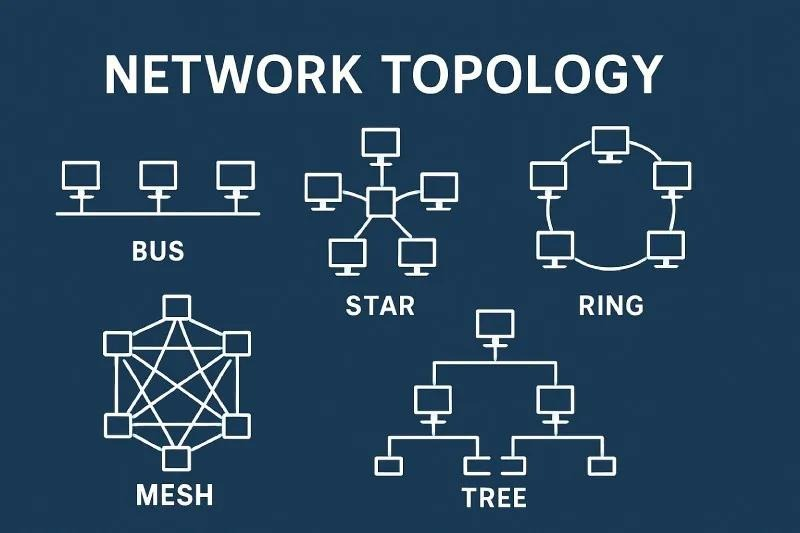 NETWORK TOPOLOGY
BUS
STAR
RING
MESH
TREE